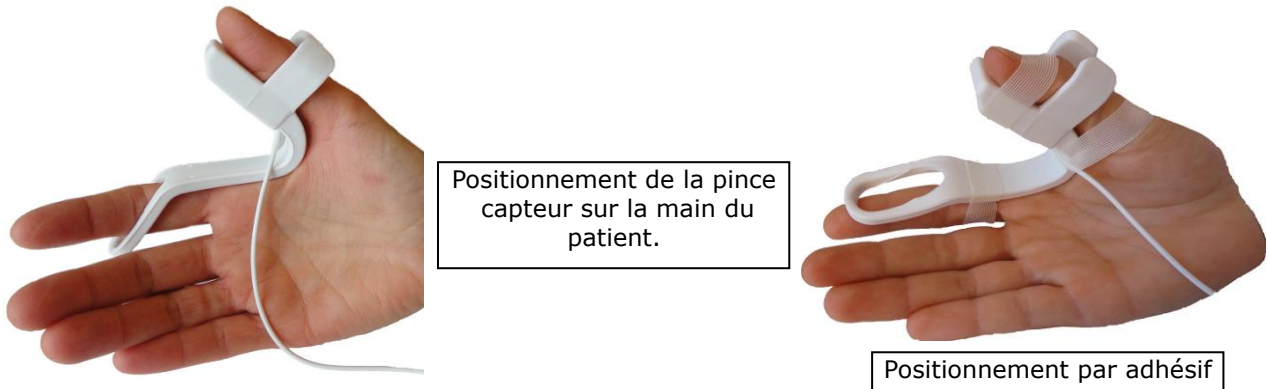 Positionnement de la pince
capteur sur la main du
patient.
Positionnement par adhésif